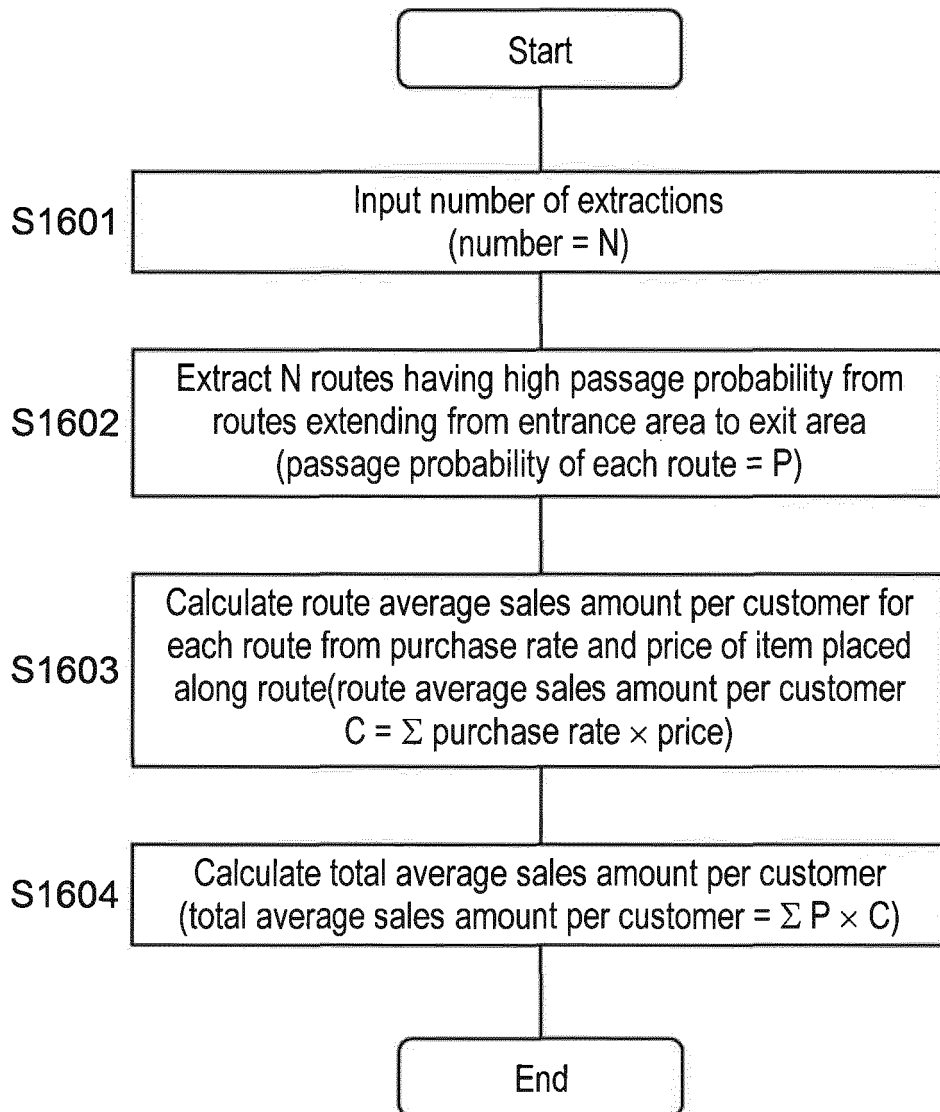 Start
S1601
Input number of extractions
(number = N)
S1602
Extract N routes having high passage probability from
routes extending from entrance area to exit area
(passage probability of each route = P)
S1603
Calculate route average sales amount per customer for
each route from purchase rate and price of item placed
along route(route average sales amount per customer
C = Σ purchase rate × price)
S1604
Calculate total average sales amount per customer
(total average sales amount per customer = Σ P × C)
End